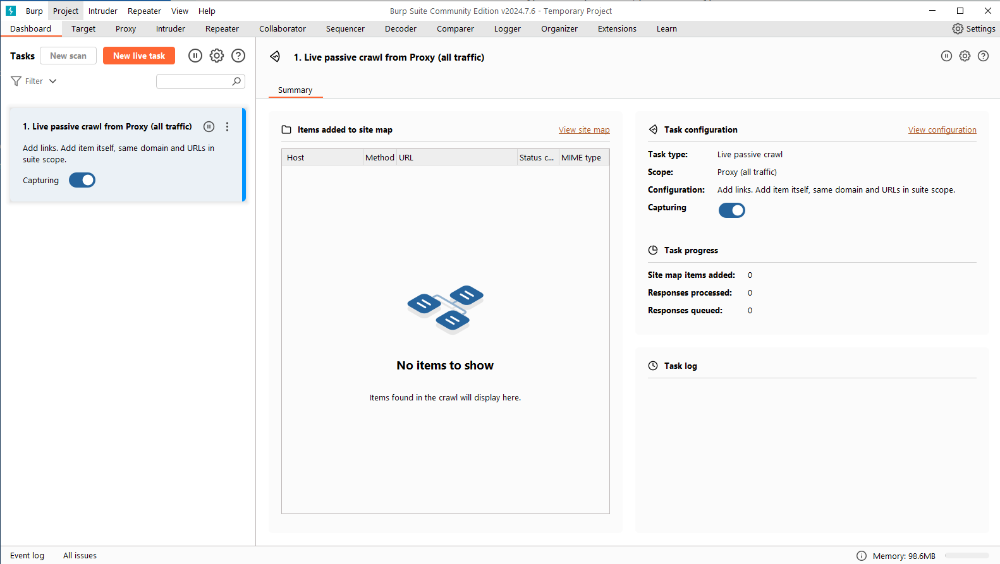 Burp Project Intruder Repeater View Help
Burp Suite Community Edition v2024.7.6 - Temporary Project
Dashboard Target Proxy Intruder Repeater Collaborator Sequencer Decoder Comparer Logger Organizer Extensions Learn Settings
Tasks New scan New live task
Filter
1. Live passive crawl from Proxy (all traffic)
Add links. Add item itself, same domain and URLs in
suite scope.
Capturing
1. Live passive crawl from Proxy (all traffic)
Summary
Items added to site map View site map
Host Method URL Status c... MIME type
No items to show
Items found in the crawl will display here.
Task configuration View configuration
Task type: Live passive crawl
Scope: Proxy (all traffic)
Configuration: Add links. Add item itself, same domain and URLs in suite scope.
Capturing
Task progress
Site map items added: 0
Responses processed: 0
Responses queued: 0
Task log
Event log All issues
Memory: 98.6MB